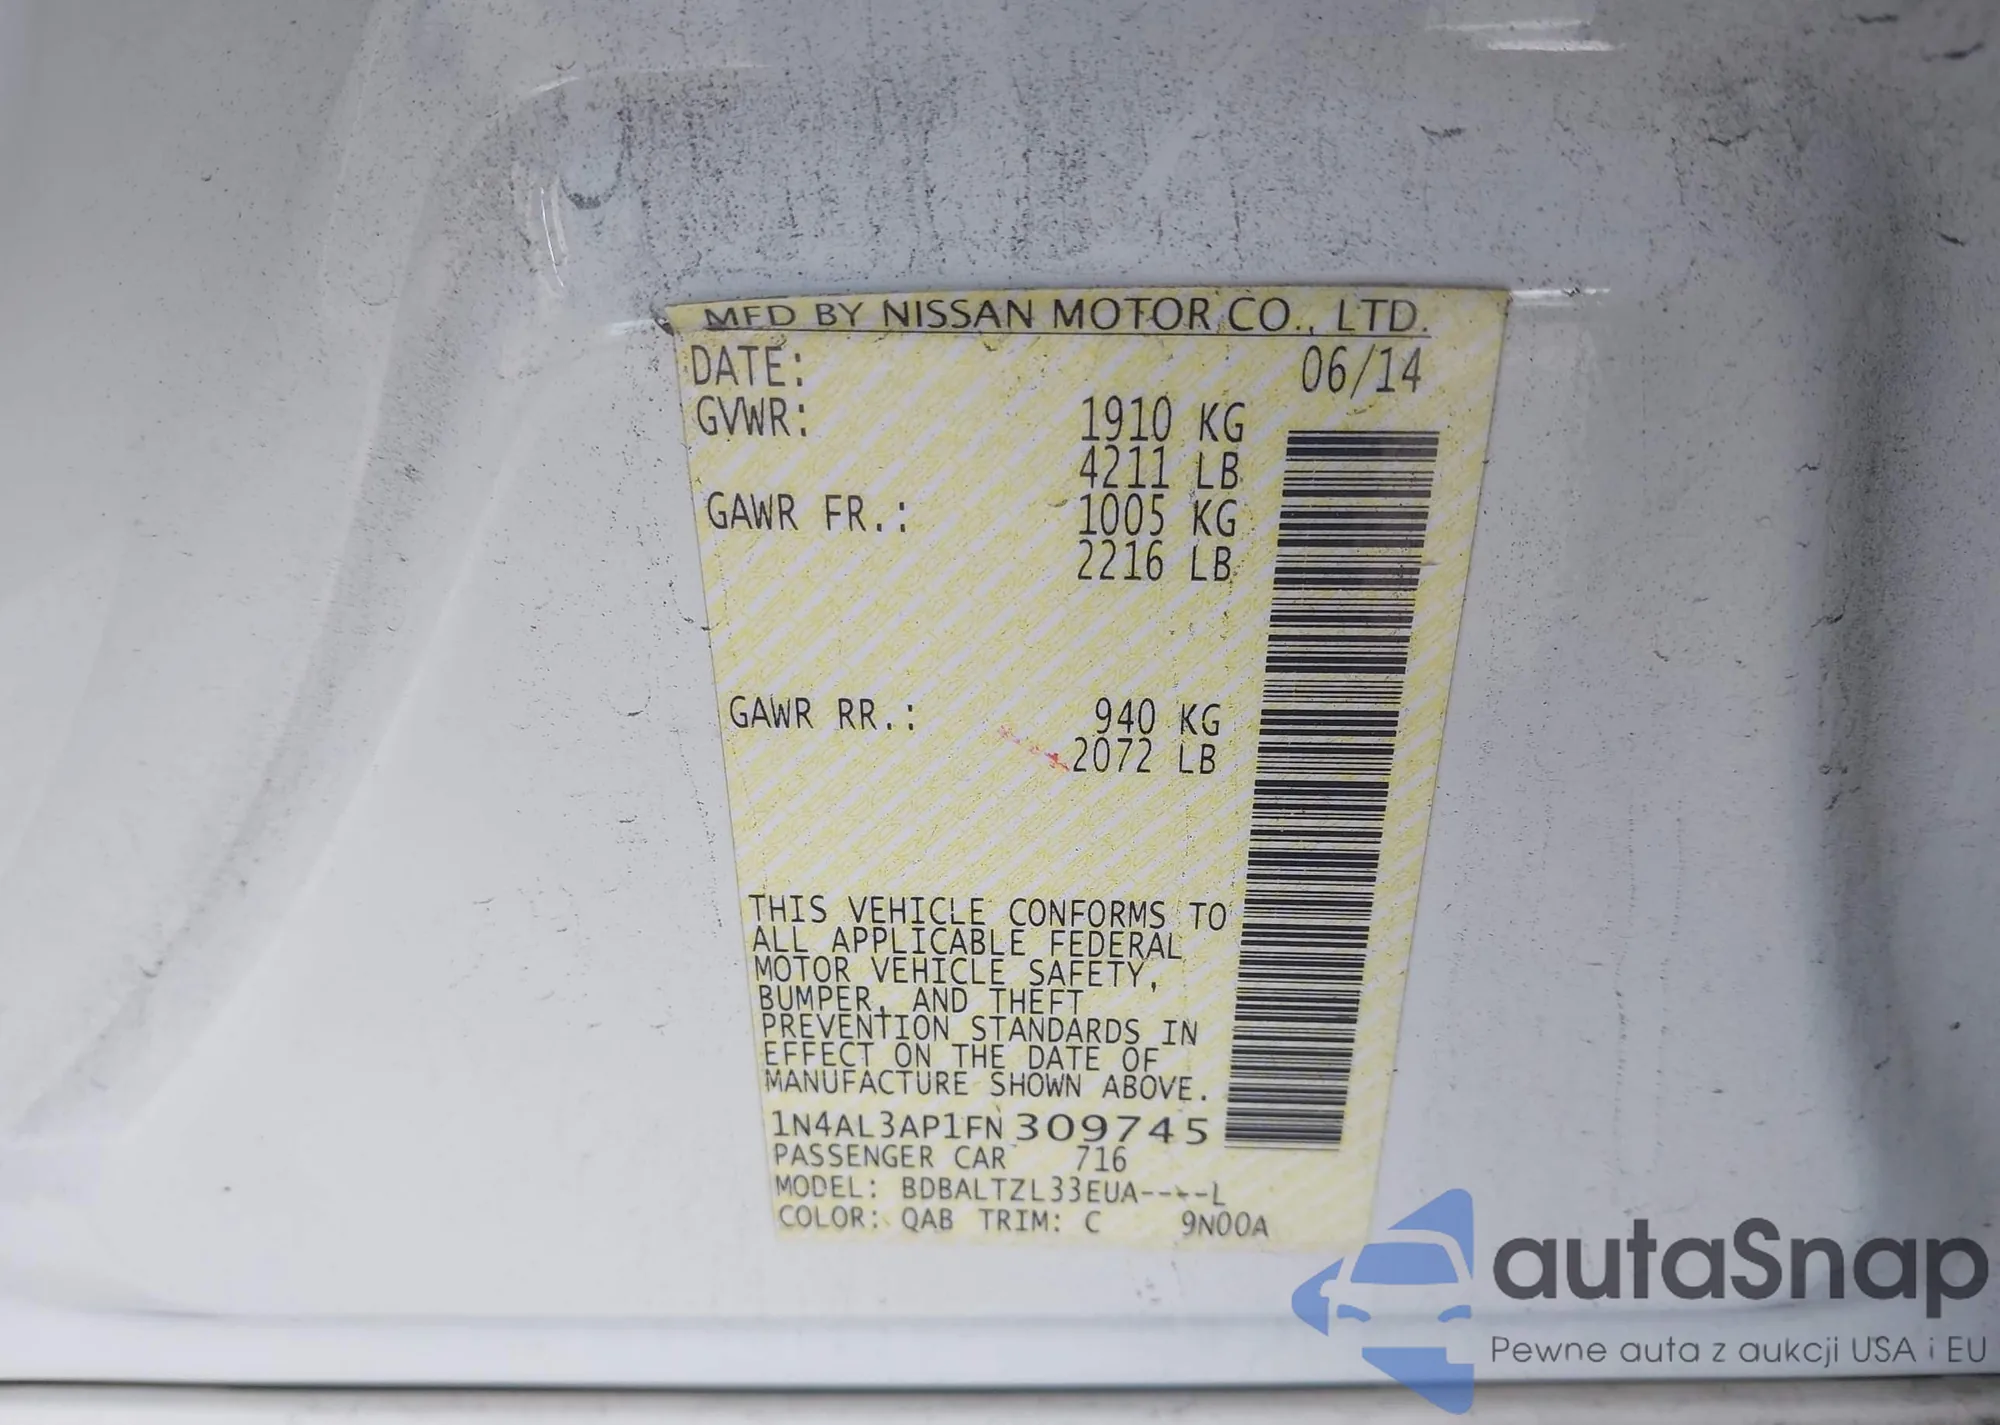 MFD BY NISSAN MOTOR CO., LTD.
DATE: 06/14
GVWR: 1910 KG
4211 LB
GAWR FR.: 1005 KG
2216 LB
GAWR RR.: 940 KG
2072 LB
THIS VEHICLE CONFORMS TO
ALL APPLICABLE FEDERAL
MOTOR VEHICLE SAFETY,
BUMPER, AND THEFT
PREVENTION STANDARDS IN
EFFECT ON THE DATE OF
MANUFACTURE SHOWN ABOVE.
1N4AL3AP1FN309745
PASSENGER CAR 716
MODEL: BDBALTZL33EUA----L
COLOR: QAB TRIM: C 9N00A
autaSnap
Pewne auta z aukcji USA i EU